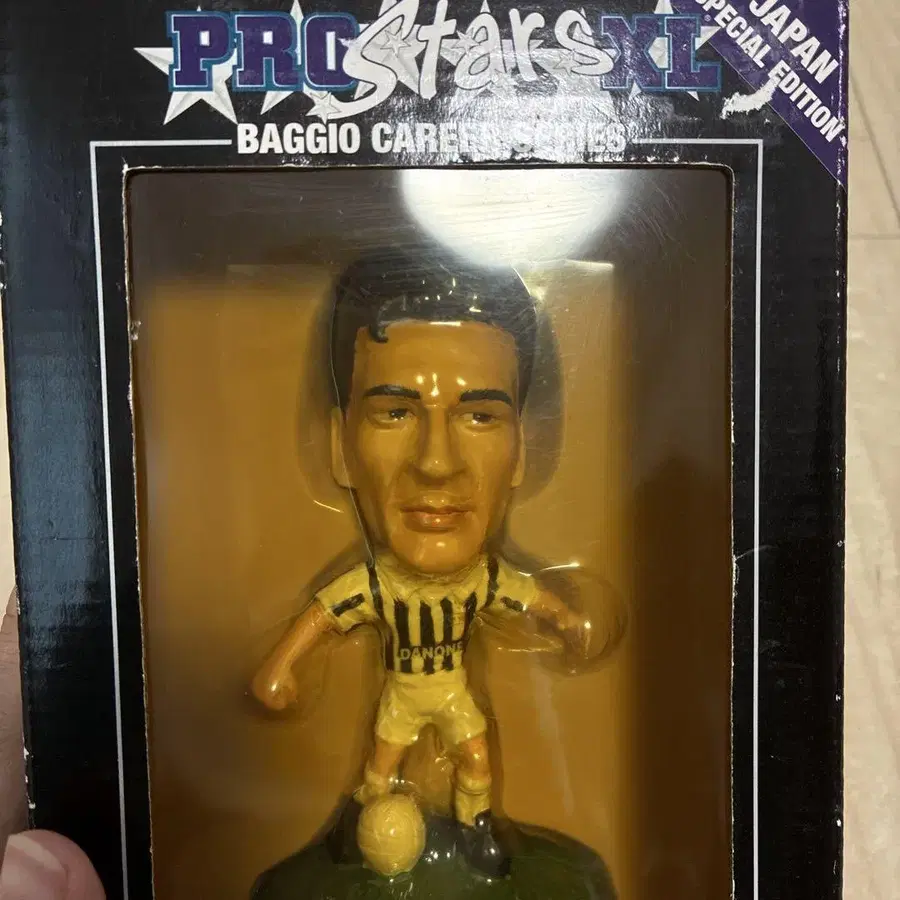 PRO Stars XL
JAPAN
SPECIAL EDITION
BAGGIO CAREER SERIES
DANONE